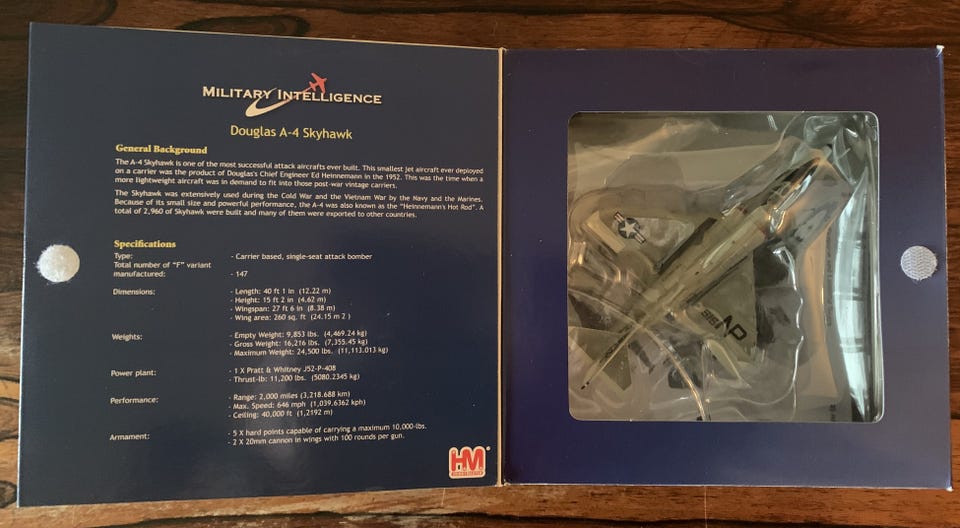 MILITARY INTELLIGENCE
Douglas A-4 Skyhawk
General Background
The A-4 Skyhawk is one of the most successful attack aircrafts ever built. This smallest jet aircraft ever deployed
on a carrier was the product of Douglas's Chief Engineer Ed Heinnemann in the 1952. This was the time when a
more lightweight aircraft was in demand to fit into those post-war vintage carriers.
The Skyhawk was extensively used during the Cold War and the Vietnam War by the Navy and the Marines.
Because of its small size and powerful performance, the A-4 was also known as the "Heinnemann's Hot Rod". A
total of 2,960 of Skyhawk were built and many of them were exported to other countries.
Specifications
Type: - Carrier based, single-seat attack bomber
Total number of "F" variant
manufactured: - 147
Dimensions: - Length: 40 ft 1 in (12.22 m)
- Height: 15 ft 2 in (4.62 m)
- Wingspan: 27 ft 6 in (8.38 m)
- Wing area: 260 sq. ft (24.15 m 2 )
Weights: - Empty Weight: 9,853 lbs. (4,469.24 kg)
- Gross Weight: 16,216 lbs. (7,355.45 kg)
- Maximum Weight: 24,500 lbs. (11,113.013 kg)
Power plant: - 1 X Pratt & Whitney J52-P-408
- Thrust-lb: 11,200 lbs. (5080.2345 kg)
Performance: - Range: 2,000 miles (3,218.688 km)
- Max. Speed: 646 mph (1,039.6362 kph)
- Ceiling: 40,000 ft (1,2192 m)
Armament: - 5 X hard points capable of carrying a maximum 10,000-lbs.
- 2 X 20mm cannon in wings with 100 rounds per gun.
HM